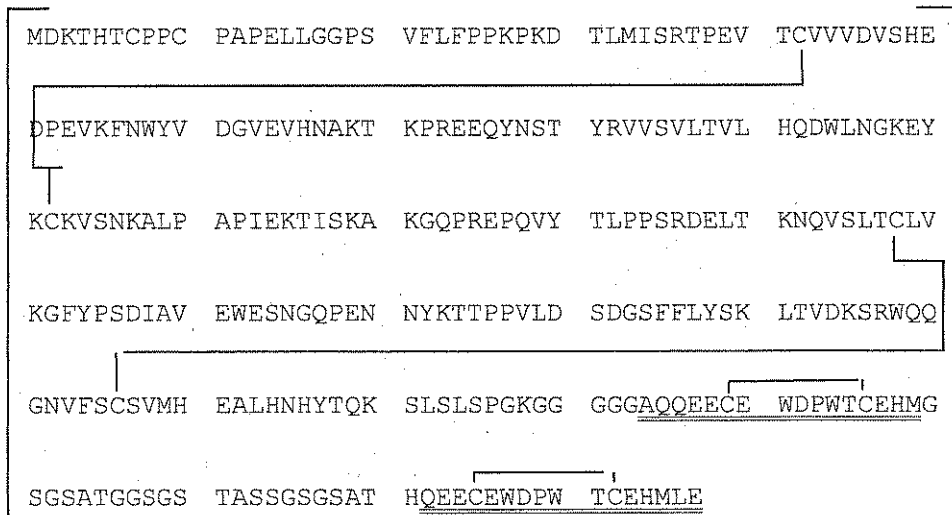 MDKTHTCPPC PAPELLGGPS VFLFPPKPKD TLMISRTPEV TCVVVDVSHE
DPEVKFNWYV DGVEVHNAKT KPREEQYNST YRVVSVLTVL HQDWLNGKEY
KCKVSNKALP APIEKTISKA KGQPREPQVY TLPPSRDELT KNQVSLTCLV
KGFYPSDIAV EWESNGQPEN NYKTTPPVLD SDGSFFLYSK LTVDKSRWQQ
GNVFSCSVMH EALHNHYTQK SLSLSPGKGG GGGAQQEECE WDPWTCEHMG
SGSATGGSGS TASSGSGSAT HQEECEWDPW TCEHMLE